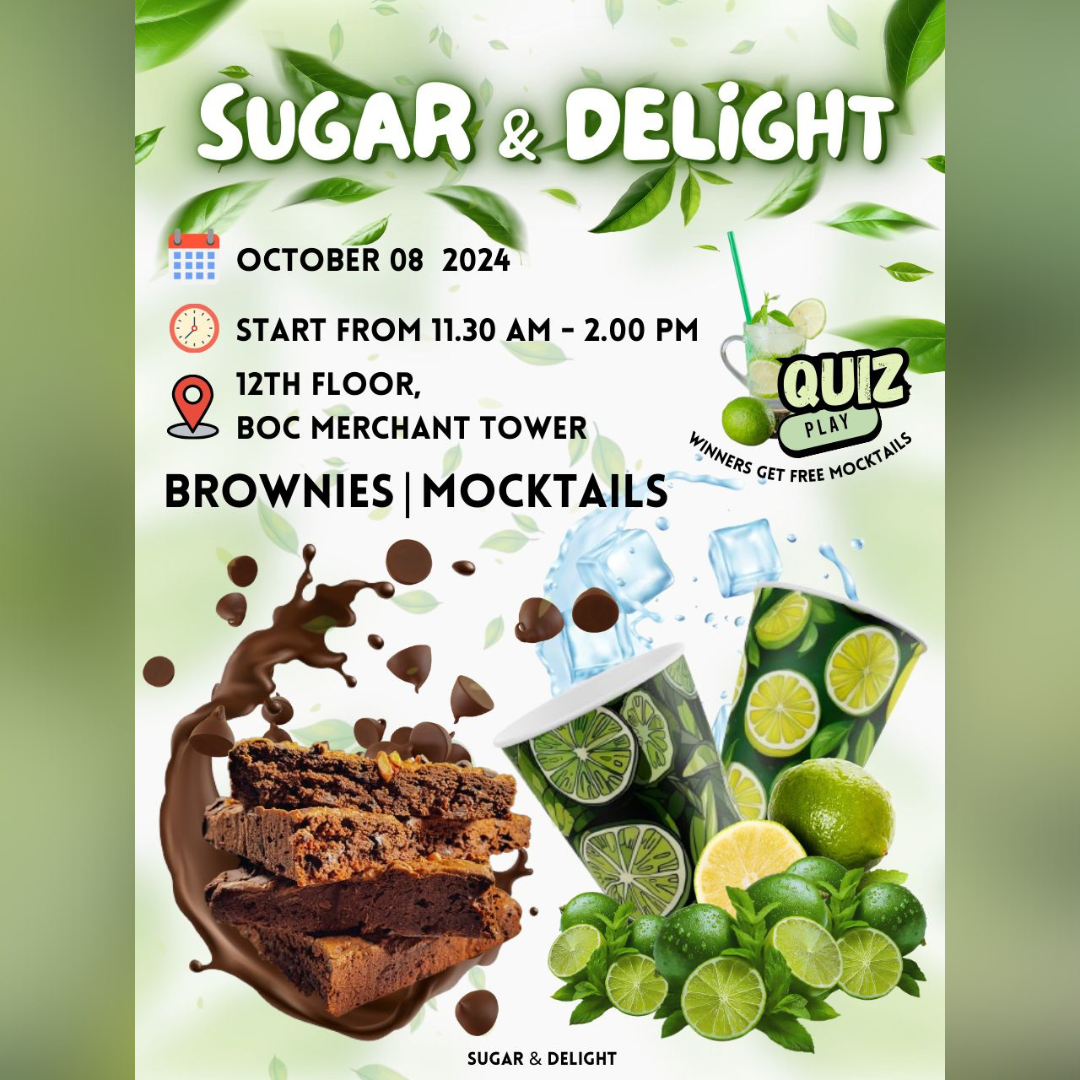 SUGAR & DELiGHT
OCTOBER 08 2024
START FROM 11.30 AM - 2.00 PM
12TH FLOOR,
BOC MERCHANT TOWER
QUIZ
PLAY
WINNERS GET FREE MOCKTAILS
BROWNIES | MOCKTAILS
SUGAR & DELIGHT